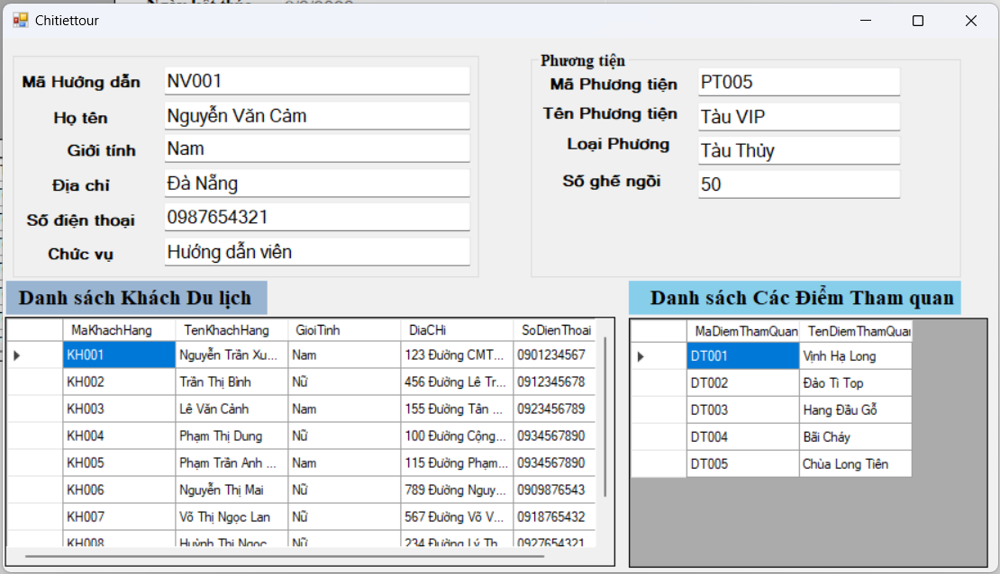 Chitiettour
Mã Hướng dẫn NV001
Họ tên Nguyễn Văn Cảm
Giới tính Nam
Địa chỉ Đà Nẵng
Số điện thoại 0987654321
Chức vụ Hướng dẫn viên
Phương tiện
Mã Phương tiện PT005
Tên Phương tiện Tàu VIP
Loại Phương Tàu Thủy
Số ghế ngồi 50
Danh sách Khách Du lịch
MaKhachHang TenKhachHang GioiTinh DiaCHi SoDienThoai
KH001 Nguyễn Trần Xu... Nam 123 Đường CMT... 0901234567
KH002 Trần Thị Bình Nữ 456 Đường Lê Tr... 0912345678
KH003 Lê Văn Cảnh Nam 155 Đường Tân ... 0923456789
KH004 Phạm Thị Dung Nữ 100 Đường Cộng... 0934567890
KH005 Phạm Trần Anh ... Nam 115 Đường Phạm... 0934567890
KH006 Nguyễn Thị Mai Nữ 789 Đường Nguy... 0909876543
KH007 Võ Thị Ngọc Lan Nữ 567 Đường Võ V... 0918765432
KH008 Huỳnh Thị Ngọc Nữ 234 Đường Lý Th... 0927654321
Danh sách Các Điểm Tham quan
MaDiemThamQuan TenDiemThamQuan
DT001 Vịnh Hạ Long
DT002 Đảo Ti Top
DT003 Hang Đầu Gỗ
DT004 Bãi Cháy
DT005 Chùa Long Tiên